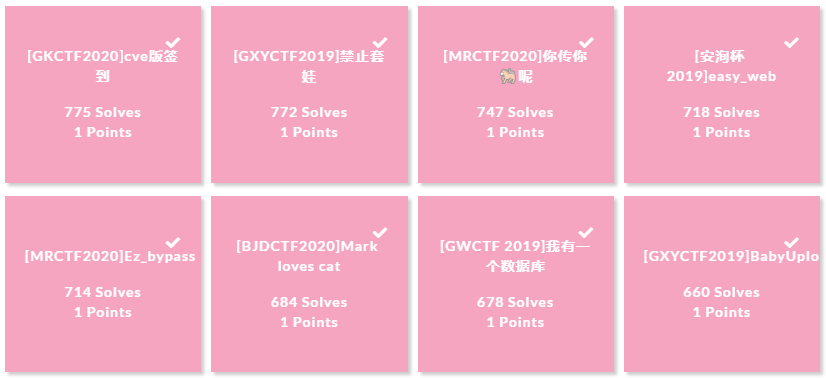 [GKCTF2020]cve版签
到
775 Solves
1 Points
[GXYCTF2019]禁止套
娃
772 Solves
1 Points
[MRCTF2020]你传你
🐎呢
747 Solves
1 Points
[安洵杯
2019]easy_web
718 Solves
1 Points
[MRCTF2020]Ez_bypass
714 Solves
1 Points
[BJDCTF2020]Mark
loves cat
684 Solves
1 Points
[GWCTF 2019]我有一
个数据库
678 Solves
1 Points
[GXYCTF2019]BabyUplo
660 Solves
1 Points